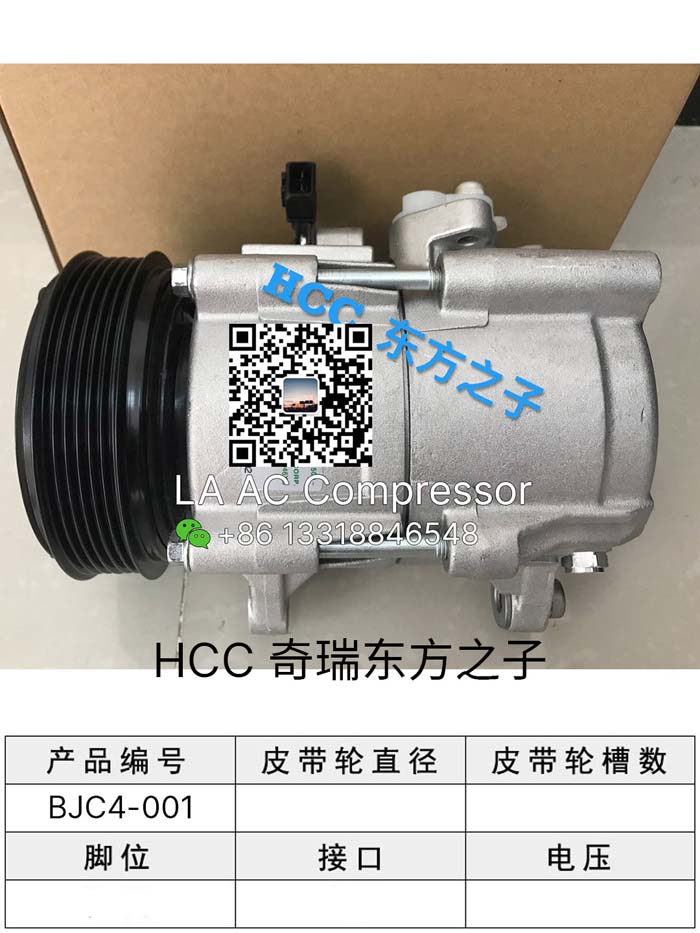 HCC 东方之子
LA AC Compressor
+86 13318846548
HCC 奇瑞东方之子
产品编号 皮带轮直径 皮带轮槽数
BJC4-001
脚位 接口 电压